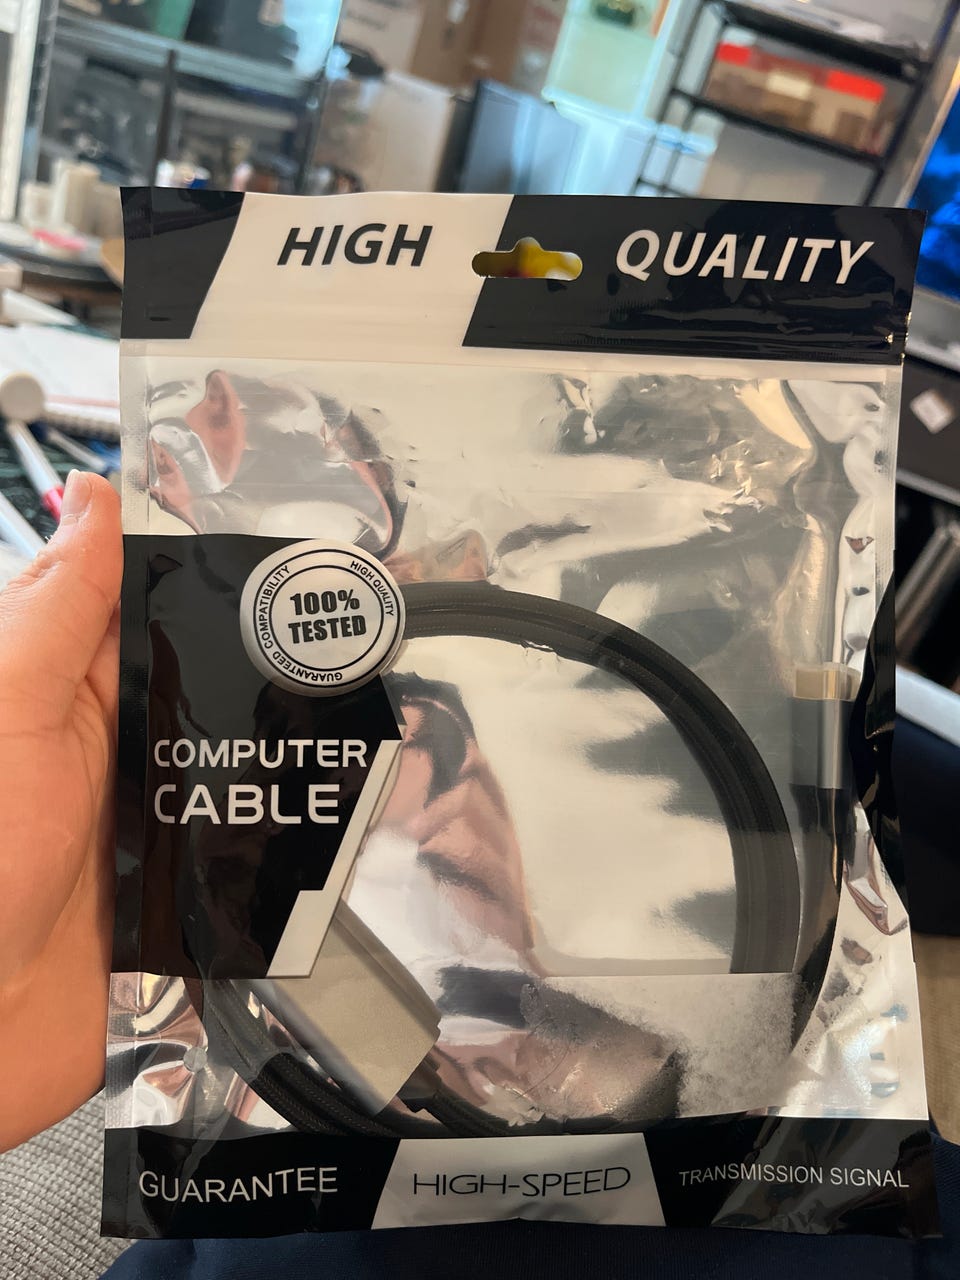 HIGH QUALITY
HIGH QUALITY
100%
TESTED
GUARANTEED COMPATIBILITY
COMPUTER
CABLE
GUARANTEE
HIGH-SPEED
TRANSMISSION SIGNAL